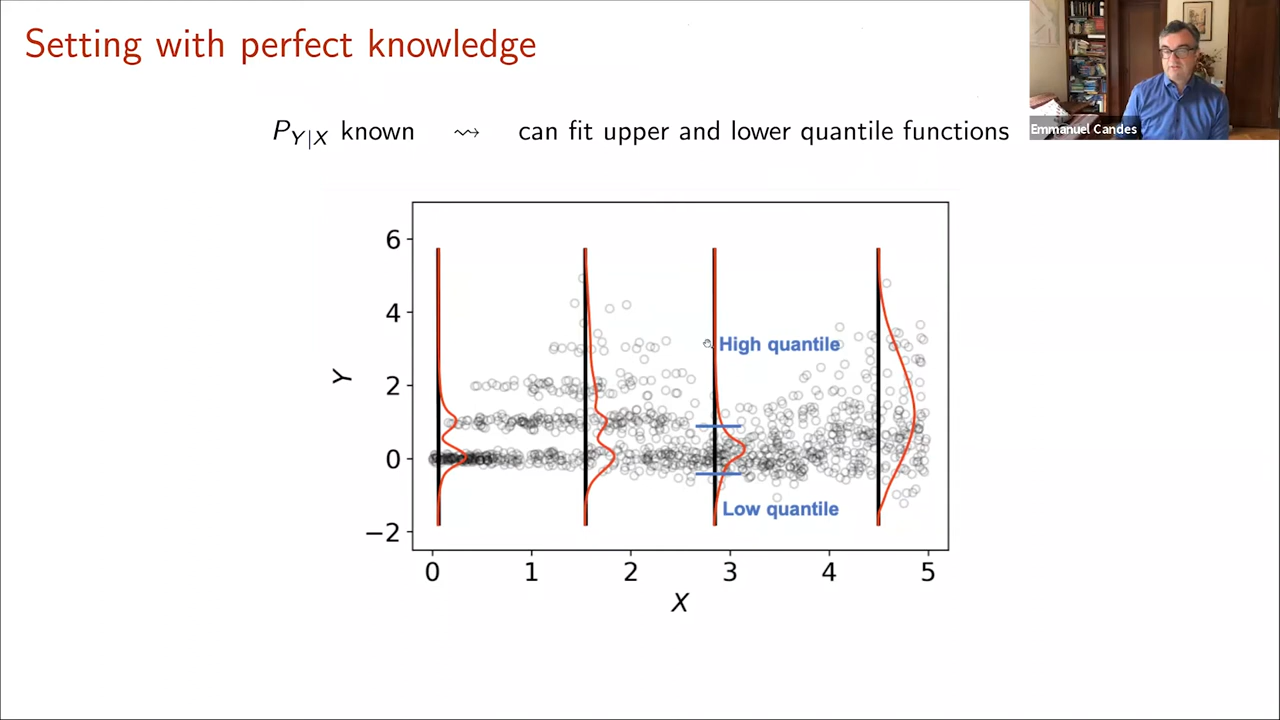 Setting with perfect knowledge
Emmanuel Candes
P_{Y|X} known ⇝ can fit upper and lower quantile functions
6
4
2
0
−2
Y
High quantile
Low quantile
0 1 2 3 4 5
X